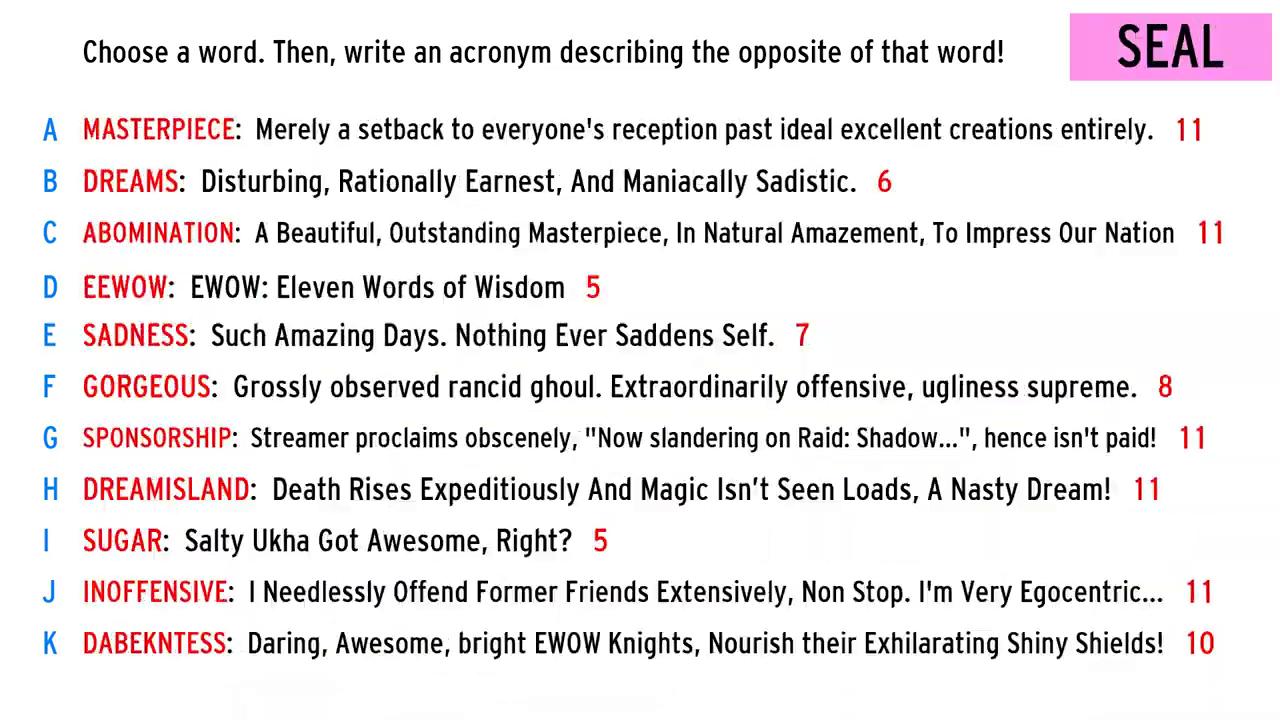 Choose a word. Then, write an acronym describing the opposite of that word!
SEAL
A MASTERPIECE: Merely a setback to everyone's reception past ideal excellent creations entirely. 11
B DREAMS: Disturbing, Rationally Earnest, And Maniacally Sadistic. 6
C ABOMINATION: A Beautiful, Outstanding Masterpiece, In Natural Amazement, To Impress Our Nation 11
D EEWOW: EWOW: Eleven Words of Wisdom 5
E SADNESS: Such Amazing Days. Nothing Ever Saddens Self. 7
F GORGEOUS: Grossly observed rancid ghoul. Extraordinarily offensive, ugliness supreme. 8
G SPONSORSHIP: Streamer proclaims obscenely, "Now slandering on Raid: Shadow...", hence isn't paid! 11
H DREAMISLAND: Death Rises Expeditiously And Magic Isn’t Seen Loads, A Nasty Dream! 11
I SUGAR: Salty Ukha Got Awesome, Right? 5
J INOFFENSIVE: I Needlessly Offend Former Friends Extensively, Non Stop. I'm Very Egocentric... 11
K DABEKNTESS: Daring, Awesome, bright EWOW Knights, Nourish their Exhilarating Shiny Shields! 10